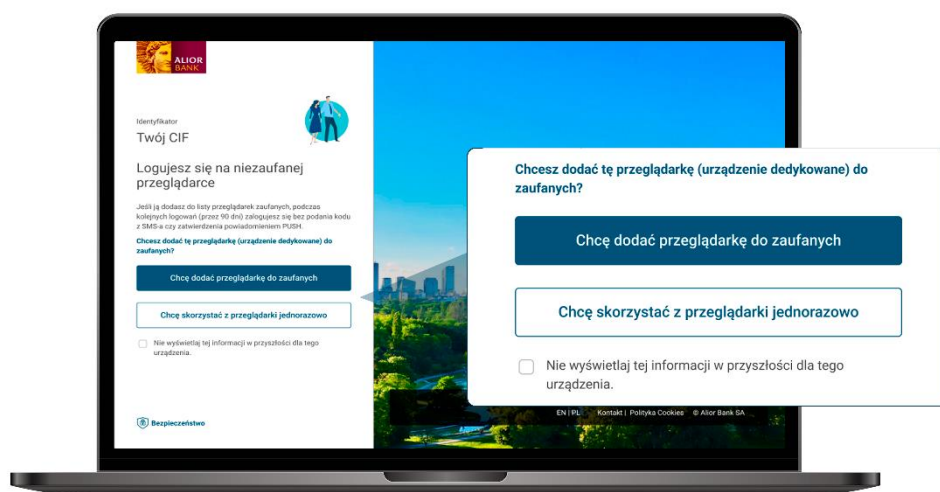 ALIOR
BANK
Identyfikator
Twój CIF
Logujesz się na niezaufanej
przeglądarce
Jeśli ją dodasz do listy przeglądarek zaufanych, podczas
kolejnych logowań (przez 90 dni) zalogujesz się bez podania kodu
z SMS-a czy zatwierdzenia powiadomieniem PUSH.
Chcesz dodać tę przeglądarkę (urządzenie dedykowane) do
zaufanych?
Chcę dodać przeglądarkę do zaufanych
Chcę skorzystać z przeglądarki jednorazowo
Nie wyświetlaj tej informacji w przyszłości dla tego
urządzenia.
Bezpieczeństwo
Chcesz dodać tę przeglądarkę (urządzenie dedykowane) do
zaufanych?
Chcę dodać przeglądarkę do zaufanych
Chcę skorzystać z przeglądarki jednorazowo
Nie wyświetlaj tej informacji w przyszłości dla tego
urządzenia.
EN | PL Kontakt | Polityka Cookies © Alior Bank SA